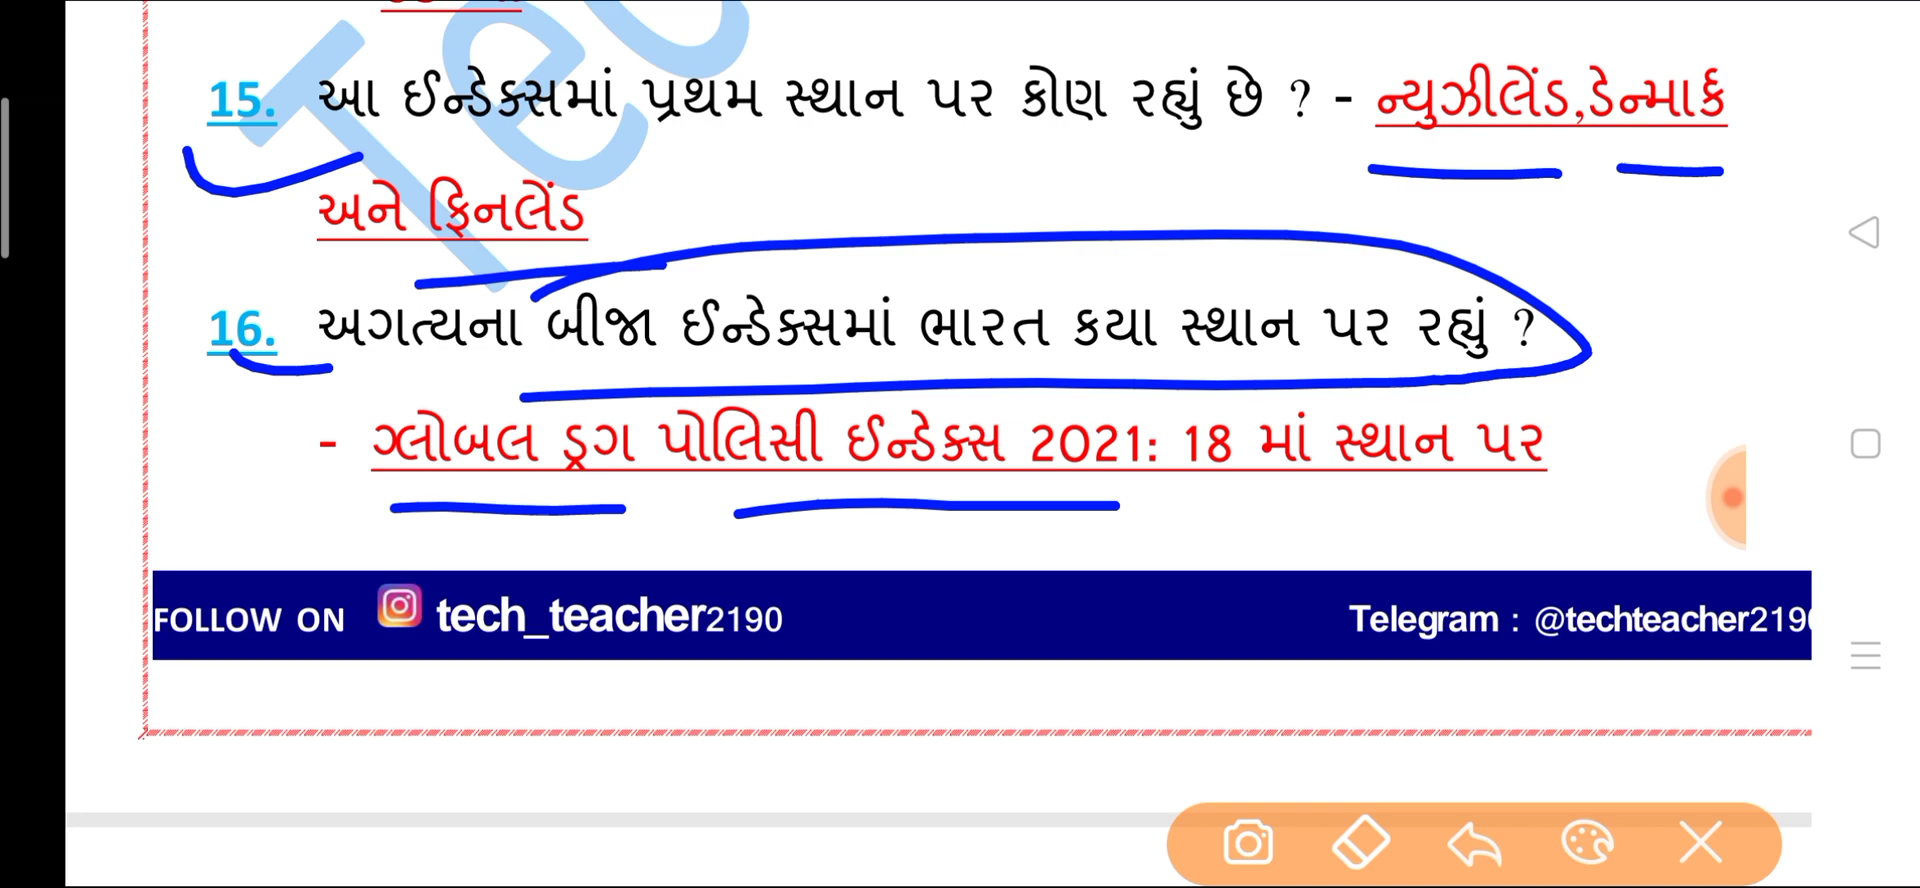 15. આ ઈન્ડેક્સમાં પ્રથમ સ્થાન પર કોણ રહ્યું છે ? - ન્યુઝીલેંડ,ડેન્માર્ક
અને ફિનલેંડ
16. અગત્યના બીજા ઈન્ડેક્સમાં ભારત કયા સ્થાન પર રહ્યું ?
- ગ્લોબલ ડ્રગ પોલિસી ઈન્ડેક્સ 2021: 18 માં સ્થાન પર
FOLLOW ON tech_teacher2190 Telegram : @techteacher2190